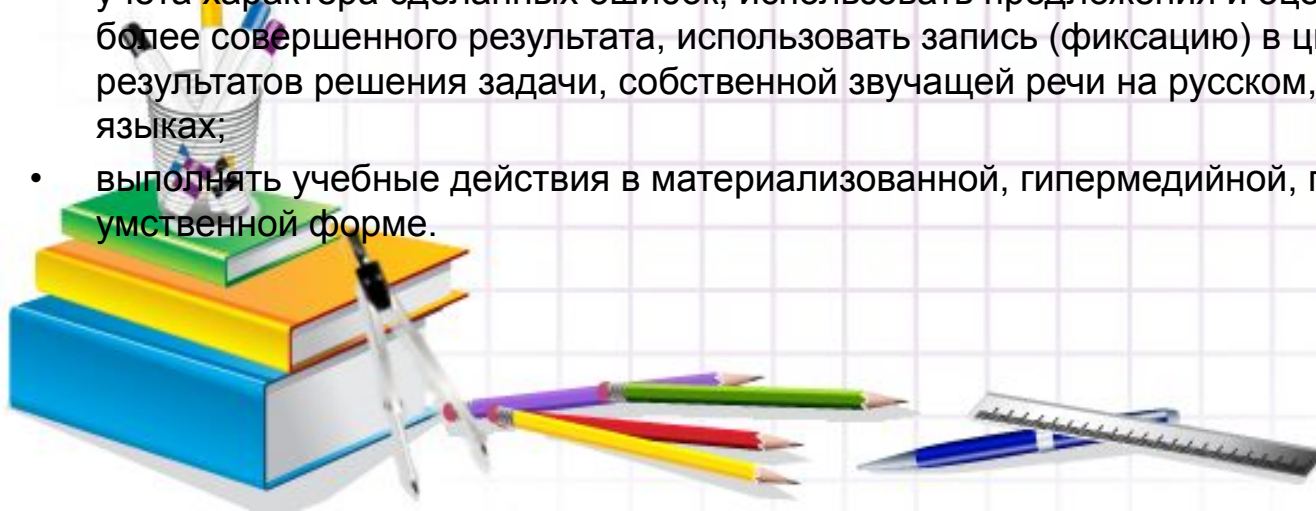 учета характера сделанных ошибок, использовать предложения и
более совершенного результата, использовать запись (фиксацию) в
результатов решения задачи, собственной звучащей речи на русском,
языках;
• выполнять учебные действия в материализованной, гипермедийной,
умственной форме.